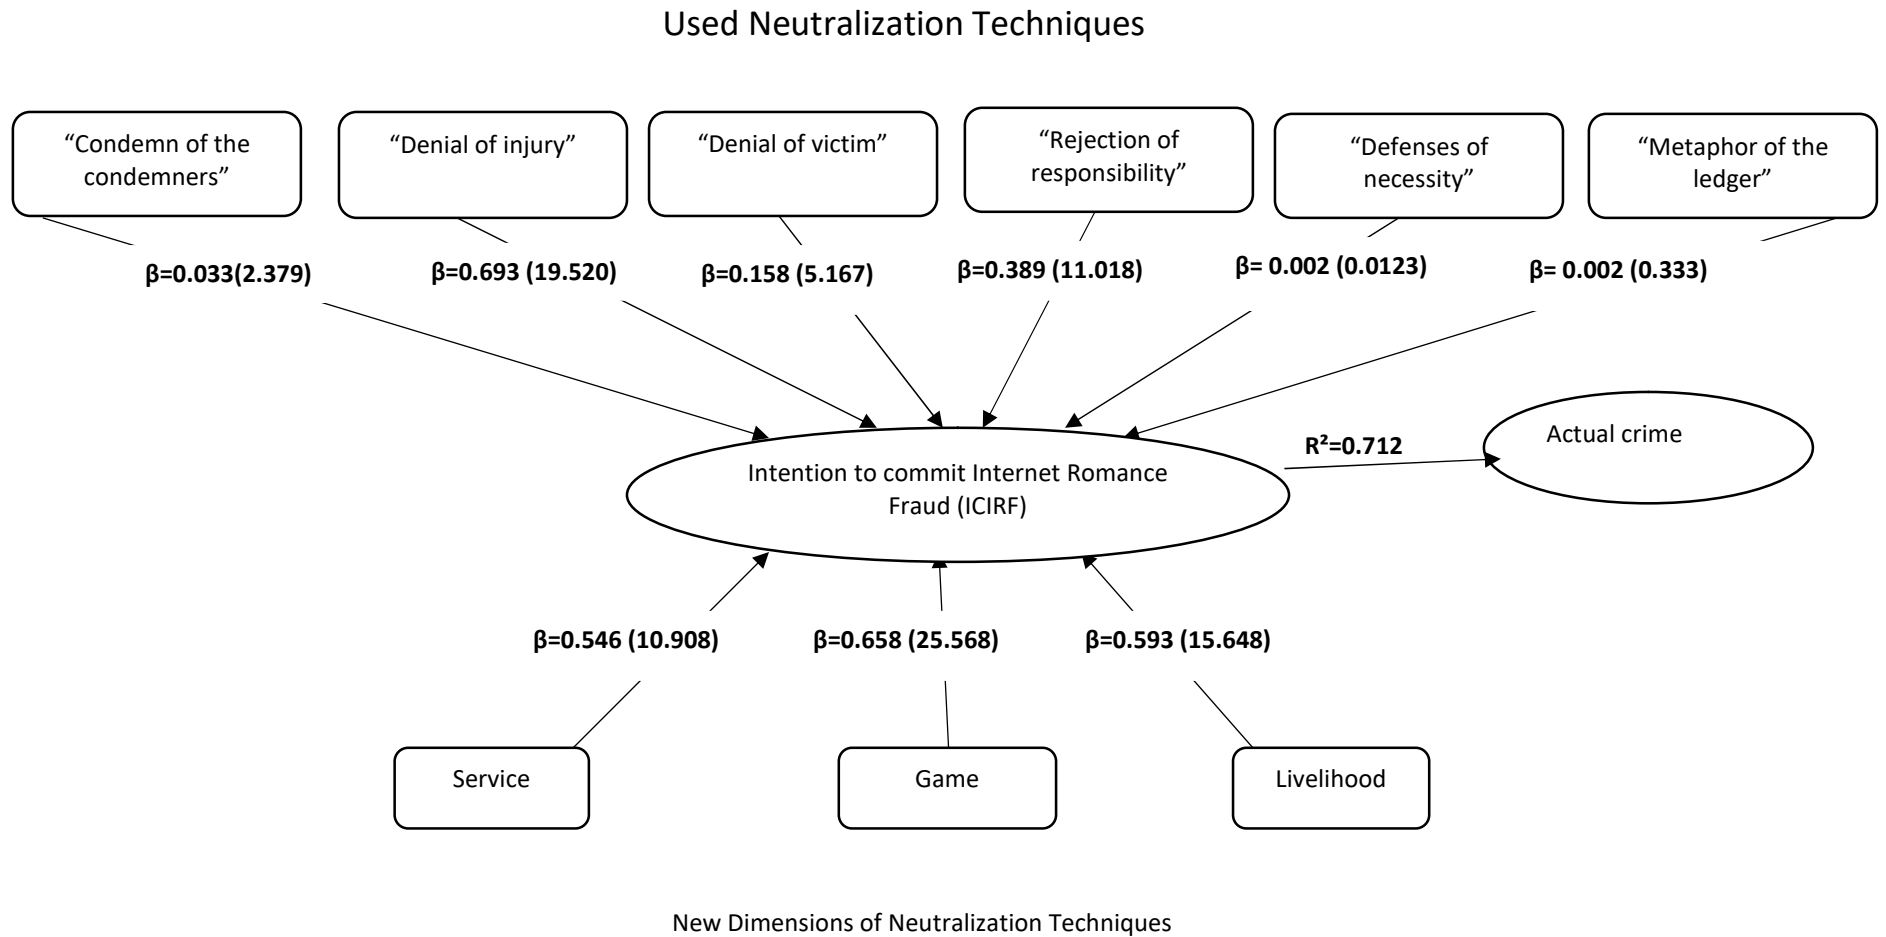 Used Neutralization Techniques
“Condemn of the
condemners”
“Denial of injury”
“Denial of victim”
“Rejection of
responsibility”
“Defenses of
necessity”
“Metaphor of the
ledger”
β=0.033(2.379)
β=0.693 (19.520)
β=0.158 (5.167)
β=0.389 (11.018)
β= 0.002 (0.0123)
β= 0.002 (0.333)
R²=0.712
Actual crime
Intention to commit Internet Romance
Fraud (ICIRF)
β=0.546 (10.908)
β=0.658 (25.568)
β=0.593 (15.648)
Service
Game
Livelihood
New Dimensions of Neutralization Techniques